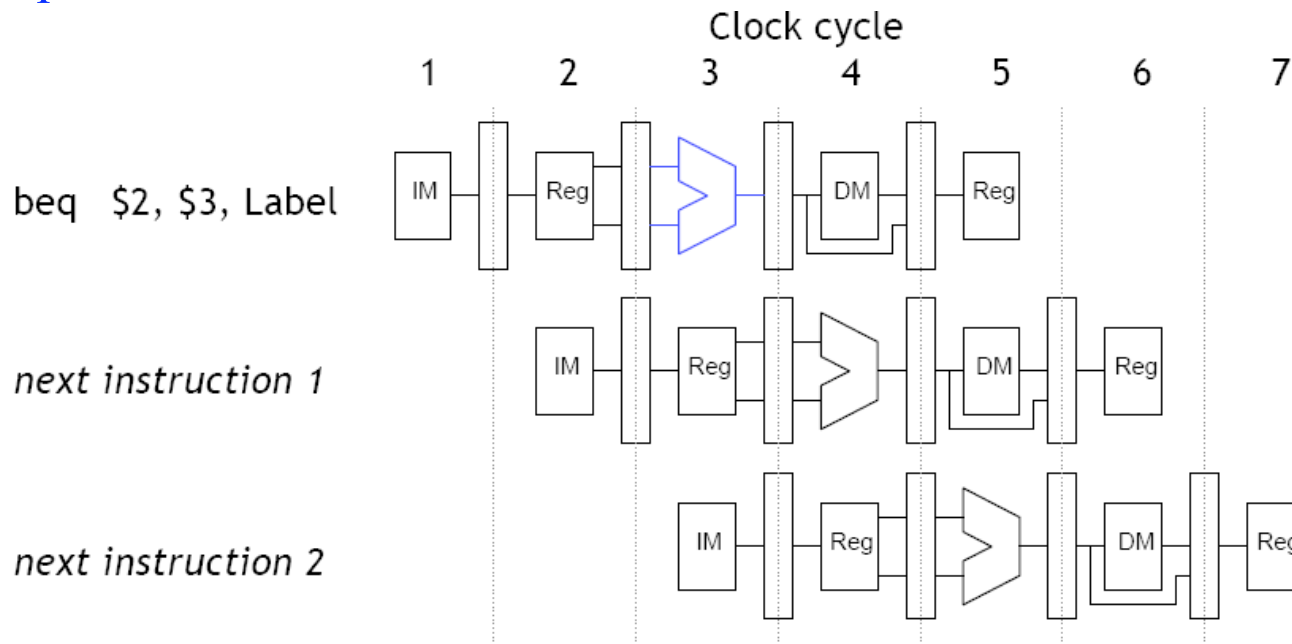 Clock cycle
1 2 3 4 5 6 7
beq $2, $3, Label
IM Reg DM Reg
next instruction 1
IM Reg DM Reg
next instruction 2
IM Reg DM Reg